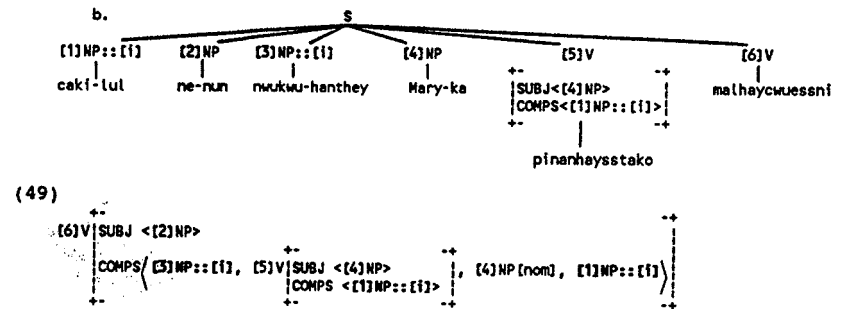 b. S
[1]NP::[i] [2]NP [3]NP::[i] [4]NP [5]V [6]V
caki-lul ne-nun nwukwu-hanthey Mary-ka |SUBJ<[4]NP> | malhaycwuessni
|COMPS<[1]NP::[i]>|
pinanhaysstako
(49)
[6]V|SUBJ <[2]NP> |
|COMPS⟨[3]NP::[i], [5]V|SUBJ <[4]NP> |, [4]NP[nom], [1]NP::[i]⟩|
|COMPS <[1]NP::[i]>|